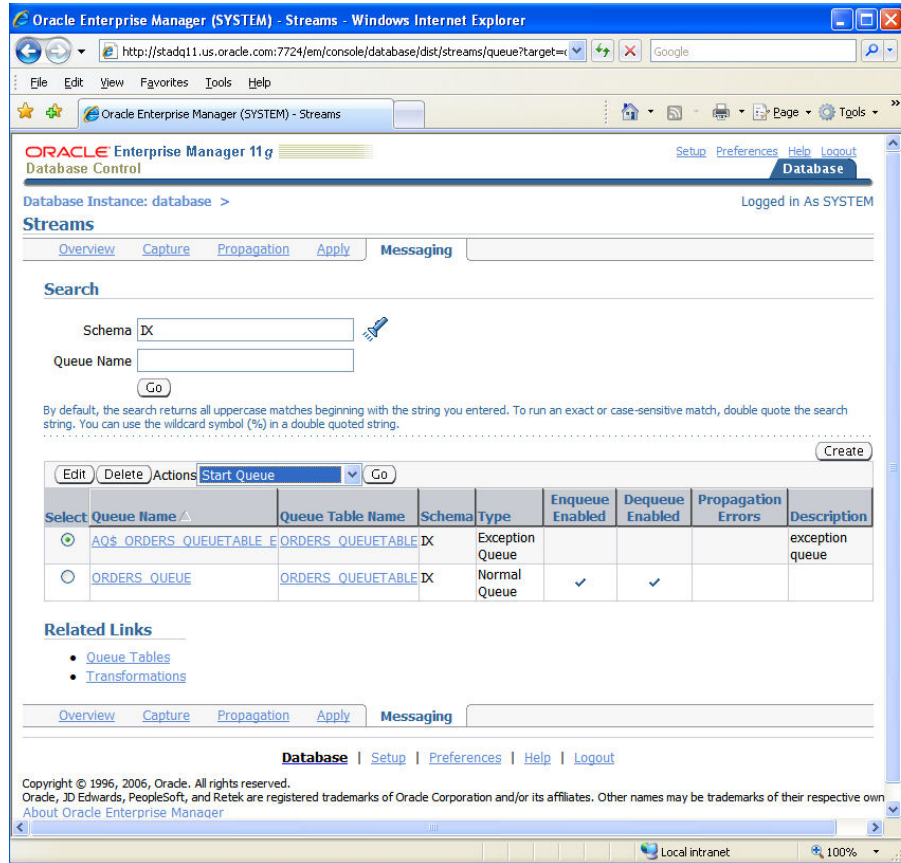 Oracle Enterprise Manager (SYSTEM) - Streams - Windows Internet Explorer
http://stadq11.us.oracle.com:7724/em/console/database/dist/streams/queue?target=
Google
File Edit View Favorites Tools Help
Oracle Enterprise Manager (SYSTEM) - Streams
Page Tools »
ORACLE Enterprise Manager 11g
Setup Preferences Help Logout
Database Control
Database
Database Instance: database >
Logged in As SYSTEM
Streams
Overview Capture Propagation Apply Messaging
Search
Schema IX
Queue Name
Go
By default, the search returns all uppercase matches beginning with the string you entered. To run an exact or case-sensitive match, double quote the search
string. You can use the wildcard symbol (%) in a double quoted string.
Create
Edit Delete Actions Start Queue Go
Select Queue Name Queue Table Name Schema Type Enqueue Enabled Dequeue Enabled Propagation Errors Description
AQ$_ORDERS_QUEUETABLE_E ORDERS_QUEUETABLE IX Exception Queue exception queue
ORDERS_QUEUE ORDERS_QUEUETABLE IX Normal Queue
Related Links
• Queue Tables
• Transformations
Overview Capture Propagation Apply Messaging
Database | Setup | Preferences | Help | Logout
Copyright © 1996, 2006, Oracle. All rights reserved.
Oracle, JD Edwards, PeopleSoft, and Retek are registered trademarks of Oracle Corporation and/or its affiliates. Other names may be trademarks of their respective own
About Oracle Enterprise Manager
Local intranet
100%